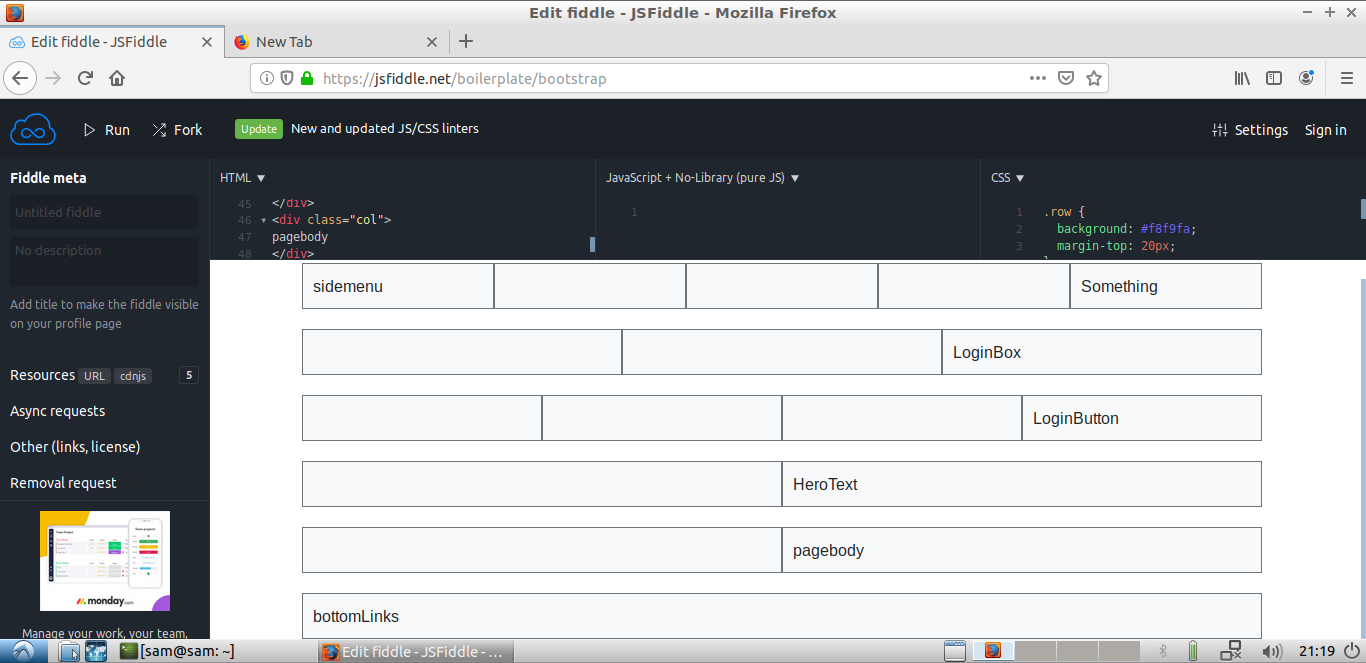 Edit fiddle - JSFiddle - Mozilla Firefox
Edit fiddle - JSFiddle
New Tab
https://jsfiddle.net/boilerplate/bootstrap
Run
Fork
Update
New and updated JS/CSS linters
Settings
Sign in
Fiddle meta
Untitled fiddle
No description
Add title to make the fiddle visible
on your profile page
Resources URL cdnjs 5
Async requests
Other (links, license)
Removal request
monday.com
Manage your work, your team,
HTML
45 </div>
46 <div class="col">
47 pagebody
48 </div>
JavaScript + No-Library (pure JS)
1
CSS
1 .row {
2 background: #f8f9fa;
3 margin-top: 20px;
sidemenu
Something
LoginBox
LoginButton
HeroText
pagebody
bottomLinks
[sam@sam: ~]
Edit fiddle - JSFiddle - ...
21:19